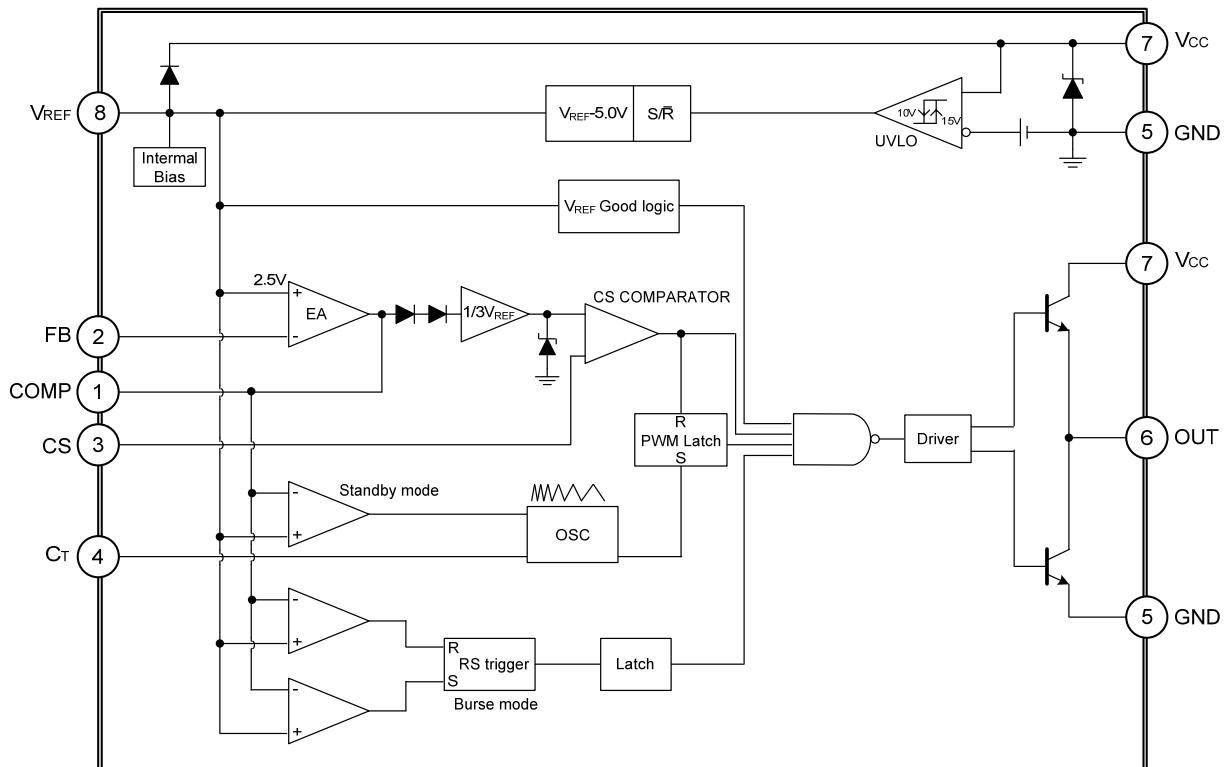 7 VCC
VREF 8
VREF-5.0V S/R̅
10V 15V
UVLO
5 GND
Internal
Bias
VREF Good logic
7 VCC
2.5V
+
EA
-
1/3VREF
CS COMPARATOR
FB 2
COMP 1
CS 3
R
PWM Latch
S
Driver
6 OUT
Standby mode
-
+
OSC
CT 4
-
+
R
RS trigger
S
Latch
5 GND
-
+
Burse mode